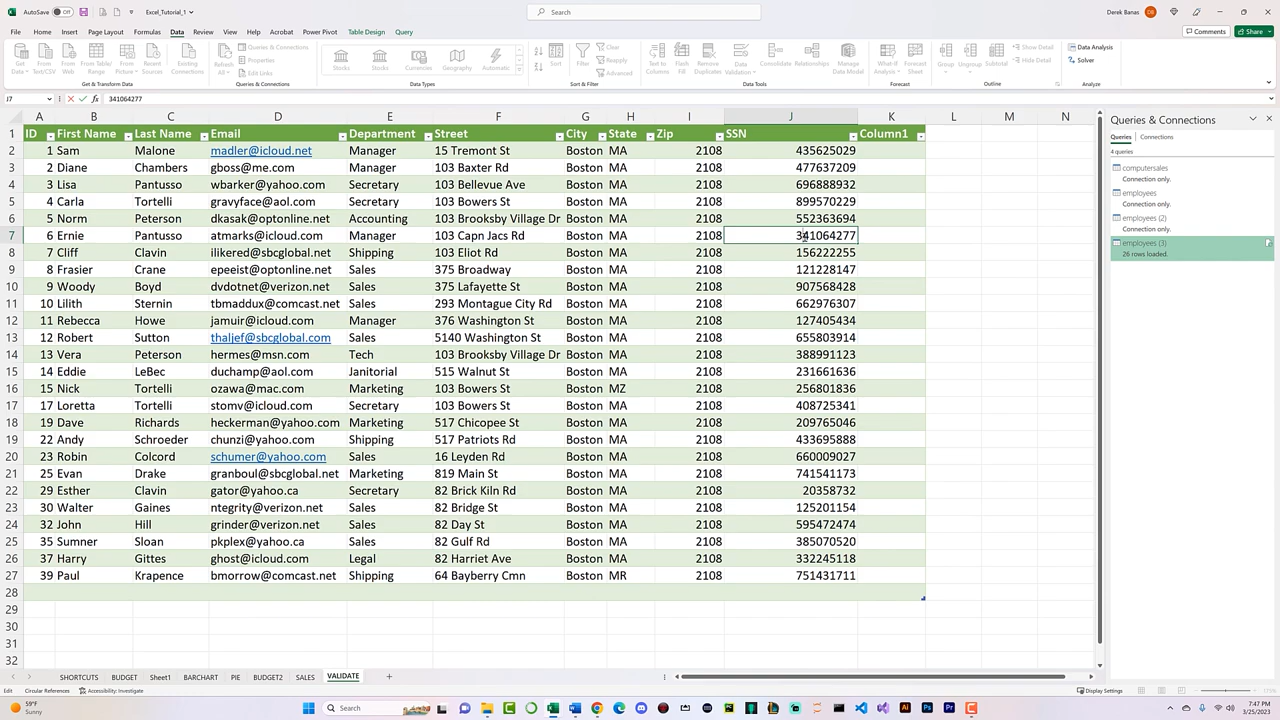 AutoSave Off Excel_Tutorial_1 Search Derek Banas DB
File Home Insert Page Layout Formulas Data Review View Help Acrobat Power Pivot Table Design Query Comments Share
Get Data From Text/CSV From Web From Table/Range From Picture Recent Sources Existing Connections Refresh All Queries & Connections Properties Edit Links Stocks Stocks Currencies Geography Automatic Sort Filter Clear Reapply Advanced Text to Columns Flash Fill Remove Duplicates Data Validation Consolidate Relationships Manage Data Model What-If Analysis Forecast Sheet Group Ungroup Subtotal Show Detail Hide Detail Data Analysis Solver
Get & Transform Data Queries & Connections Data Types Sort & Filter Data Tools Forecast Outline Analyze
J7 fx 341064277
A B C D E F G H I J K L M N
1 ID First Name Last Name Email Department Street City State Zip SSN Column1
2 1 Sam Malone madler@icloud.net Manager Boston MA 2108 435625029
3 2 Diane Chambers gboss@me.com Manager 103 Baxter Rd Boston MA 2108 477637209
4 3 Lisa Pantusso wbarker@yahoo.com Secretary 103 Bellevue Ave Boston MA 2108 696888932
5 4 Carla Tortelli gravyface@aol.com Secretary 103 Bowers St Boston MA 2108 899570229
6 5 Norm Peterson dkasak@optonline.net Accounting 103 Brooksby Village Dr Boston MA 2108 552363694
7 6 Ernie Pantusso atmarks@icloud.com Manager 103 Capn Jacs Rd Boston MA 2108 341064277
8 7 Cliff Clavin ilikered@sbcglobal.com Shipping 103 Eliot Rd Boston MA 2108 156222255
9 8 Frasier Crane epeeist@optonline.net Sales 375 Broadway Boston MA 2108 121228147
10 9 Woody Boyd dvdotnet@verizon.net Sales 375 Lafayette St Boston MA 2108 907568428
11 10 Lilith Sternin tbmaddux@comcast.net Sales 293 Montague City Rd Boston MA 2108 662976307
12 11 Rebecca Howe jamuir@icloud.com Manager 376 Washington St Boston MA 2108 127405434
13 12 Robert Sutton thaljef@sbcglobal.com Sales 5140 Washington St Boston MA 2108 655803914
14 13 Vera Peterson hermes@msn.com Tech 103 Brooksby Village Dr Boston MA 2108 388991123
15 14 Eddie LeBec duchamp@aol.com Janitorial 515 Walnut St Boston MA 2108 231661636
16 15 Nick Tortelli ozawa@mac.com Marketing 103 Bowers St Boston MZ 2108 256801836
17 17 Loretta Tortelli stomv@icloud.com Secretary 103 Bowers St Boston MA 2108 408725341
18 19 Dave Richards heckerman@yahoo.com Marketing 517 Chicopee St Boston MA 2108 209765046
19 22 Andy Schroeder chunzi@yahoo.com Shipping 517 Patriots Rd Boston MA 2108 433695888
20 23 Robin Colcord schumer@yahoo.com Sales 16 Leyden Rd Boston MA 2108 660009027
21 25 Evan Drake granboul@sbcglobal.net Marketing 819 Main St Boston MA 2108 741541173
22 29 Esther Clavin gator@yahoo.ca Secretary 82 Brick Kiln Rd Boston MA 2108 20358732
23 30 Walter Gaines ntegrity@verizon.net Sales 82 Bridge St Boston MA 2108 125201154
24 32 John Hill grinder@verizon.net Sales 82 Day St Boston MA 2108 595472474
25 35 Sumner Sloan pkplex@yahoo.ca Sales 82 Gulf Rd Boston MA 2108 385070520
26 37 Harry Gittes ghost@icloud.com Legal 82 Harriet Ave Boston MA 2108 332245118
27 39 Paul Krapence bmorrow@comcast.net Shipping 64 Bayberry Cmn Boston MR 2108 751431711
28
29
30
31
32
Queries & Connections
Queries Connections
4 queries
computersales
Connection only.
employees
Connection only.
employees (2)
Connection only.
employees (3)
26 rows loaded.
SHORTCUTS BUDGET Sheet1 BARCHART PIE BUDGET2 SALES VALIDATE
Edit Circular References Accessibility: Investigate Display Settings
59°F
Sunny
Search
7:47 PM
3/25/2023